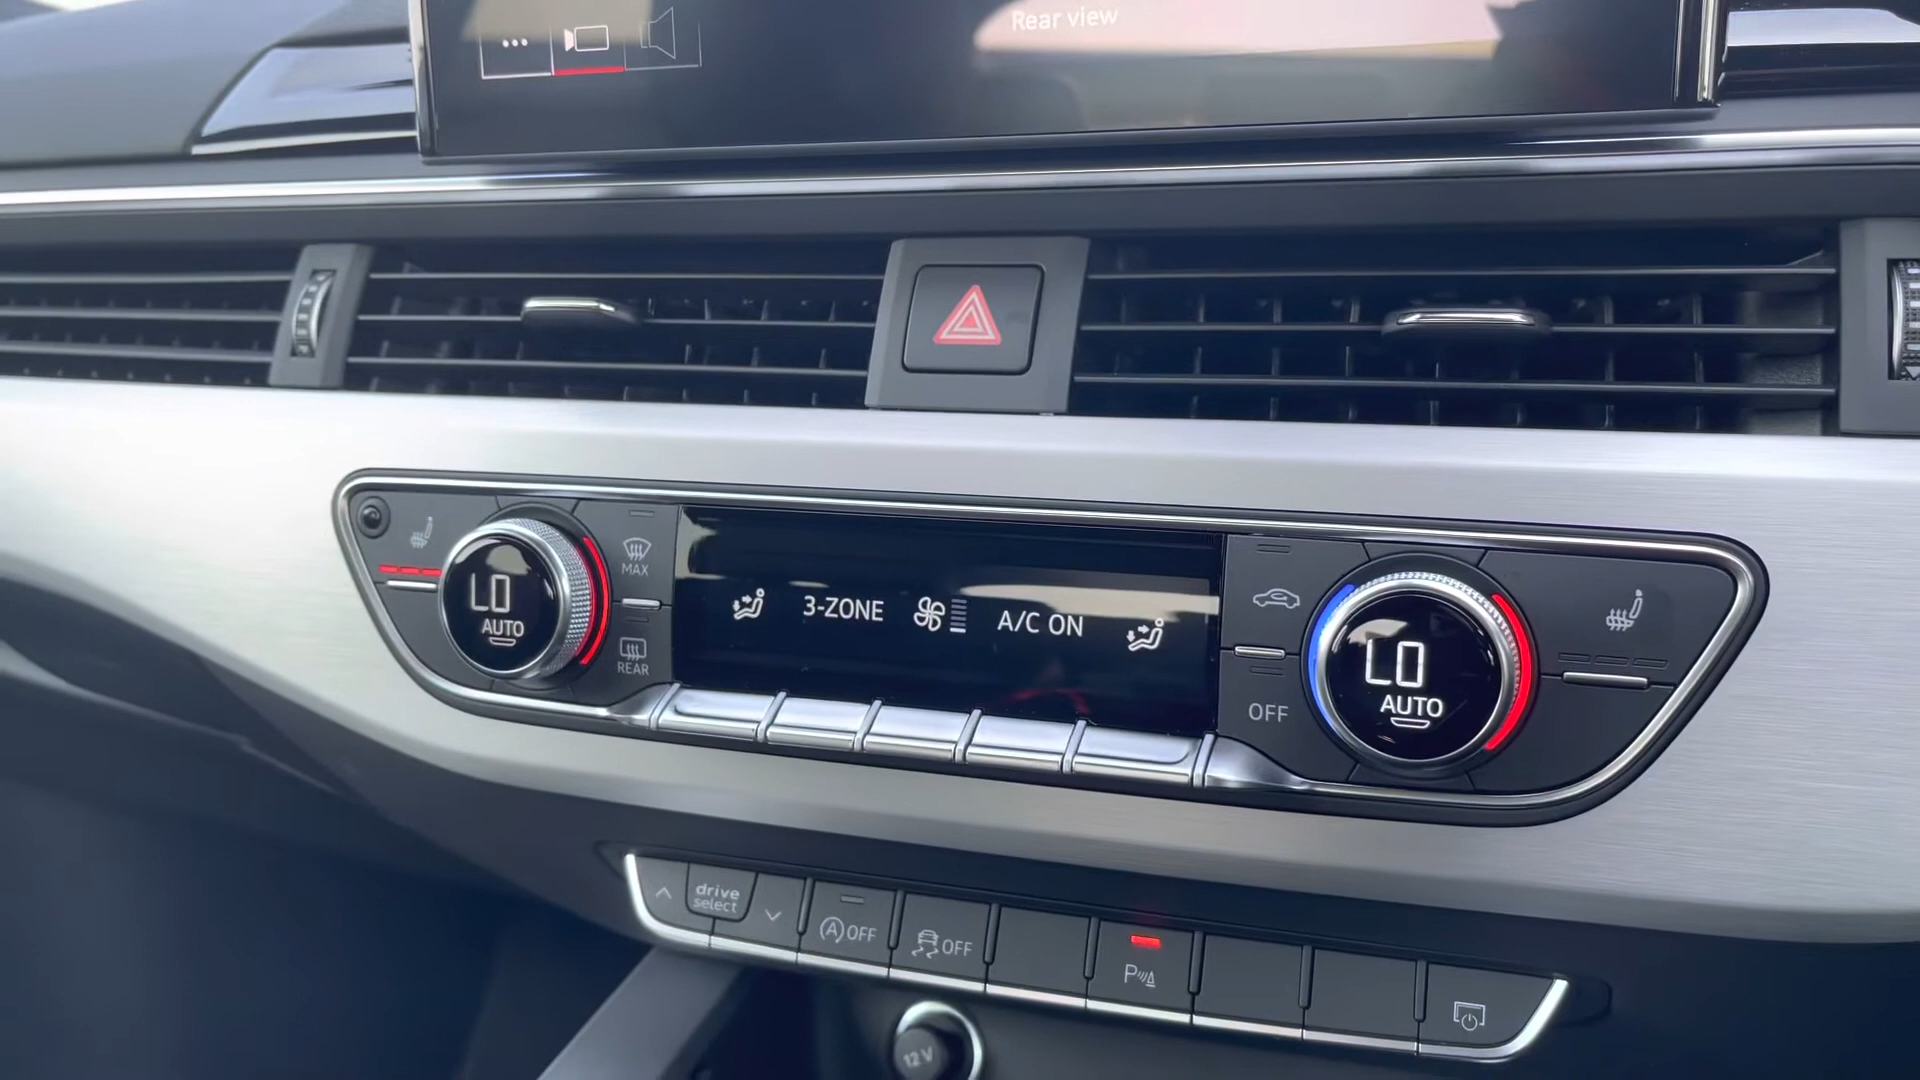 Rear view
LO
AUTO
MAX
REAR
3-ZONE
A/C ON
OFF
LO
AUTO
drive
select
(A) OFF
OFF
P
12V